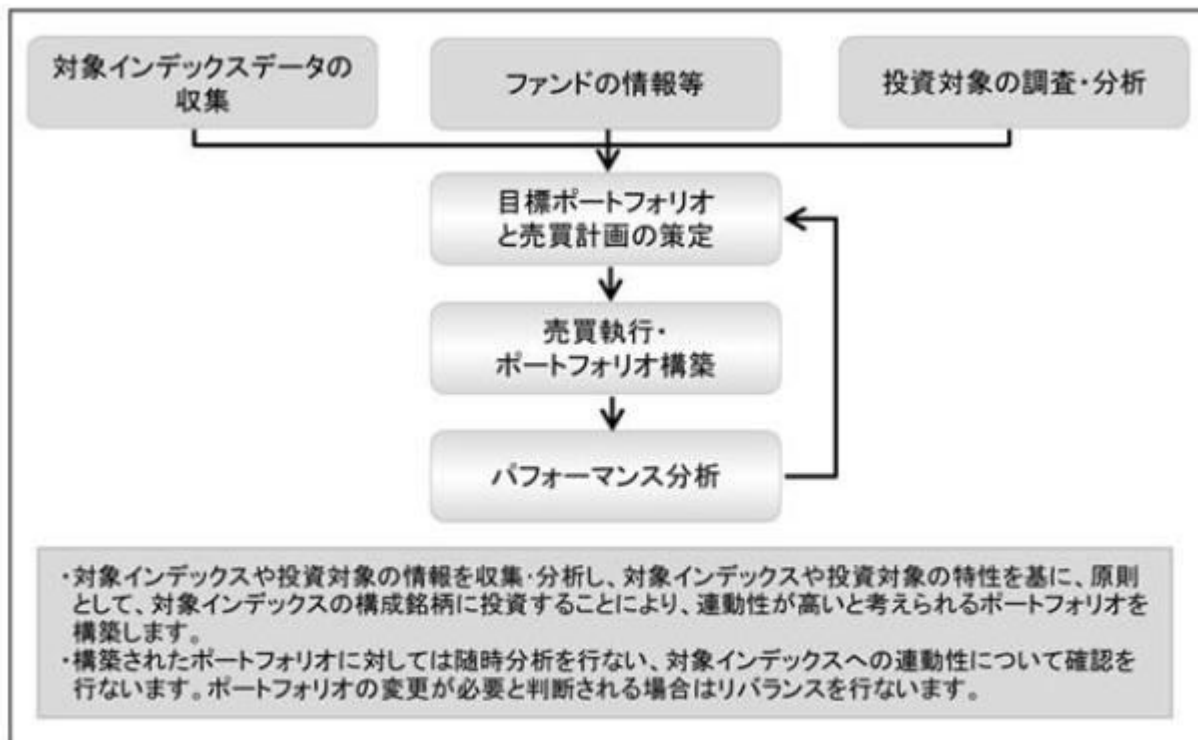 対象インデックスデータの
収集
ファンドの情報等
投資対象の調査・分析
目標ポートフォリオ
と売買計画の策定
売買執行・
ポートフォリオ構築
パフォーマンス分析
・対象インデックスや投資対象の情報を収集・分析し、対象インデックスや投資対象の特性を基に、原則
として、対象インデックスの構成銘柄に投資することにより、連動性が高いと考えられるポートフォリオを
構築します。
・構築されたポートフォリオに対しては随時分析を行ない、対象インデックスへの連動性について確認を
行ないます。ポートフォリオの変更が必要と判断される場合はリバランスを行ないます。